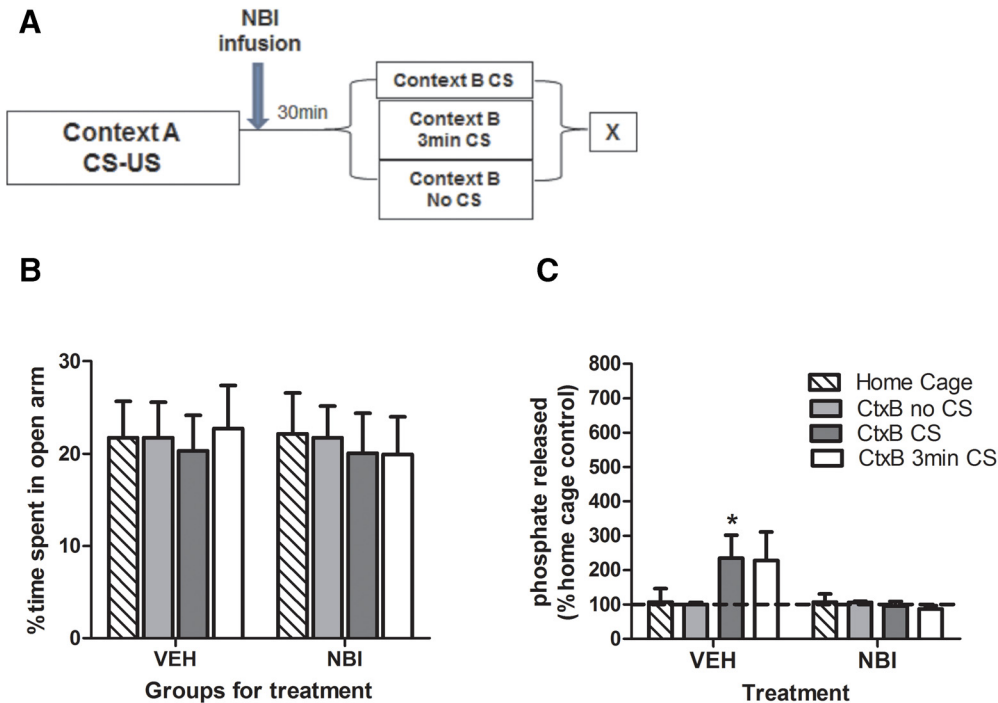 A
NBI
infusion
30min
Context A
CS-US
Context B CS
Context B
3min CS
Context B
No CS
X
B
%time spent in open arm
30
20
10
0
VEH
NBI
Groups for treatment
C
phosphate released
(% home cage control)
800
700
600
500
400
300
200
100
0
*
Home Cage
CtxB no CS
CtxB CS
CtxB 3min CS
VEH
NBI
Treatment